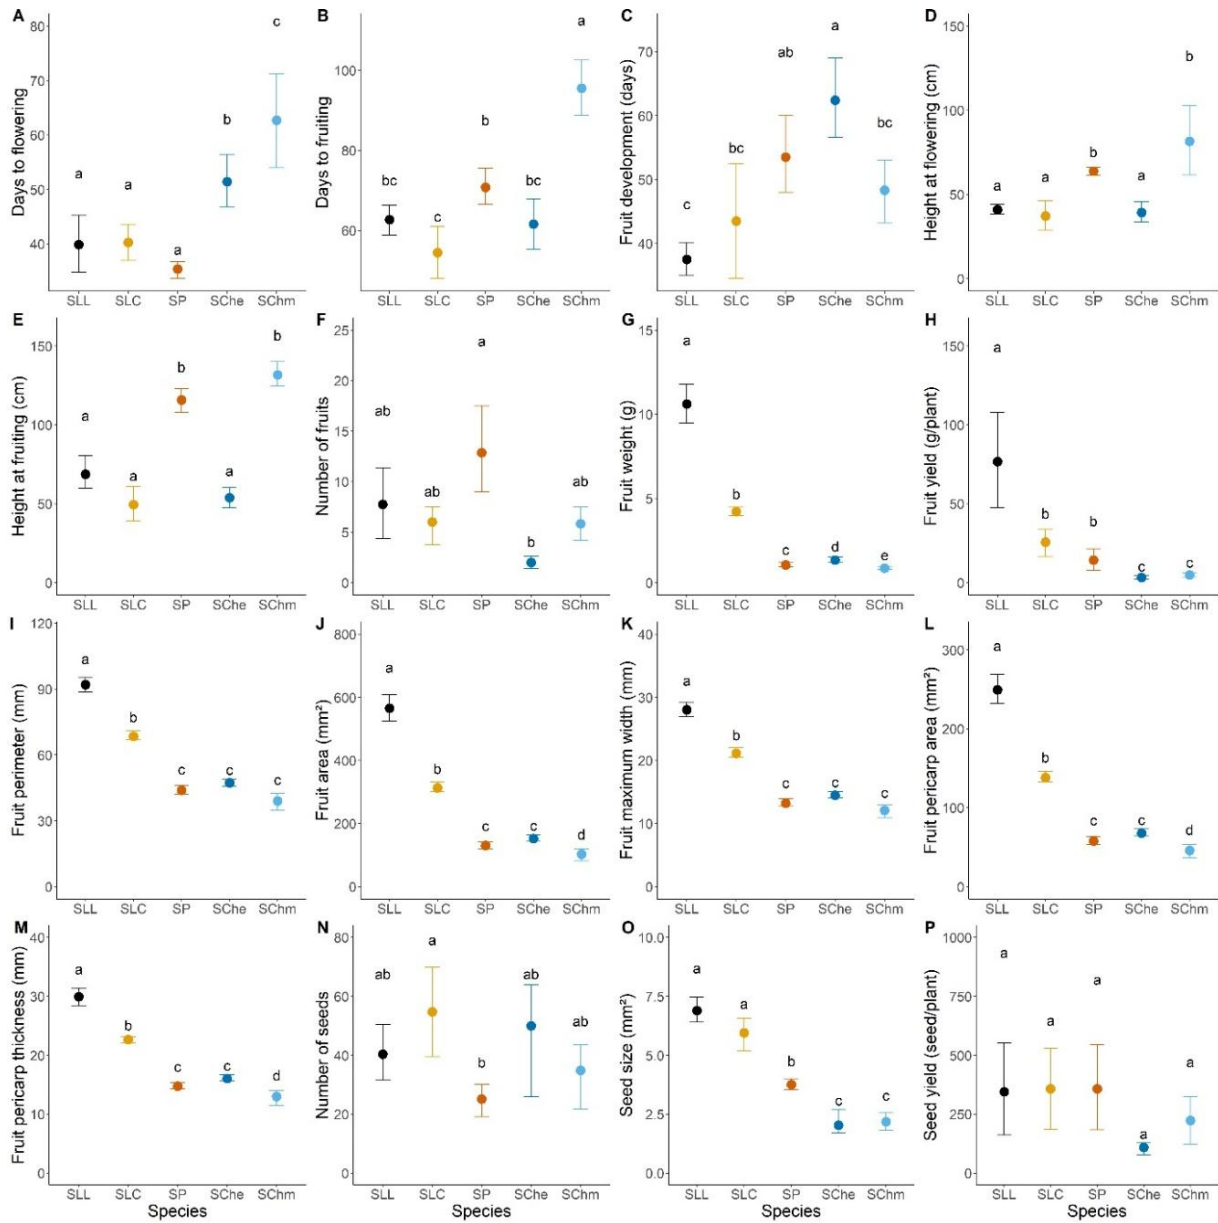 A
Days to flowering
80
70
60
50
40
a
a
a
b
c
SLL SLC SP SChe SChm
B
Days to fruiting
100
80
60
bc
c
b
bc
a
SLL SLC SP SChe SChm
C
Fruit development (days)
70
60
50
40
c
bc
ab
a
bc
SLL SLC SP SChe SChm
D
Height at flowering (cm)
150
100
50
0
a
a
b
a
b
SLL SLC SP SChe SChm
E
Height at fruiting (cm)
150
100
50
0
a
a
b
a
b
SLL SLC SP SChe SChm
F
Number of fruits
25
20
15
10
5
0
ab
ab
a
b
ab
SLL SLC SP SChe SChm
G
Fruit weight (g)
15
10
5
0
a
b
c
d
e
SLL SLC SP SChe SChm
H
Fruit yield (g/plant)
150
100
50
0
a
b
b
c
c
SLL SLC SP SChe SChm
I
Fruit perimeter (mm)
120
90
60
30
0
a
b
c
c
c
SLL SLC SP SChe SChm
J
Fruit area (mm²)
800
600
400
200
0
a
b
c
c
d
SLL SLC SP SChe SChm
K
Fruit maximum width (mm)
40
30
20
10
0
a
b
c
c
c
SLL SLC SP SChe SChm
L
Fruit pericarp area (mm²)
300
200
100
0
a
b
c
c
d
SLL SLC SP SChe SChm
M
Fruit pericarp thickness (mm)
40
30
20
10
0
a
b
c
c
d
SLL SLC SP SChe SChm
Species
N
Number of seeds
80
60
40
20
0
ab
a
b
ab
ab
SLL SLC SP SChe SChm
Species
O
Seed size (mm²)
10.0
7.5
5.0
2.5
0.0
a
a
b
c
c
SLL SLC SP SChe SChm
Species
P
Seed yield (seed/plant)
1000
750
500
250
0
a
a
a
a
a
SLL SLC SP SChe SChm
Species